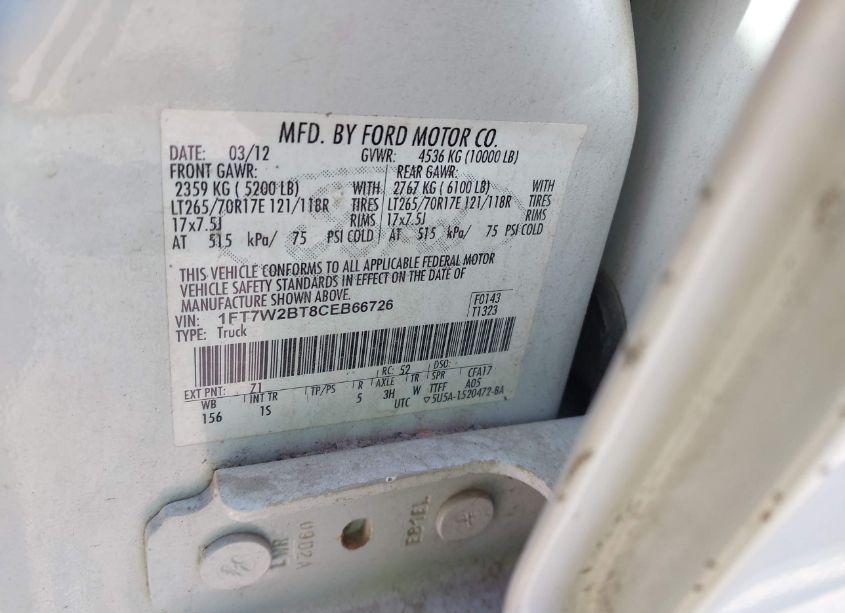 MFD. BY FORD MOTOR CO.
DATE: 03/12 GVWR: 4536 KG (10000 LB)
FRONT GAWR: REAR GAWR:
2359 KG ( 5200 LB) WITH 2767 KG ( 6100 LB) WITH
LT265/70R17E 121/118R TIRES LT265/70R17E 121/118R TIRES
17x7.5J RIMS 17x7.5J RIMS
AT 515 kPa/ 75 PSI COLD AT 515 kPa/ 75 PSI COLD
THIS VEHICLE CONFORMS TO ALL APPLICABLE FEDERAL MOTOR
VEHICLE SAFETY STANDARDS IN EFFECT ON THE DATE OF
MANUFACTURE SHOWN ABOVE.
VIN: 1FT7W2BT8CEB66726 F0143
TYPE: Truck T1323
RC: 52 DSO:
EXT PNT: Z1
WB INT TR TP/PS R AXLE TR SPR CFA17
156 1S 5 3H W TTFF A05
UTC ▽5U5A-1520472-BA
LWR EB1EL
A2090